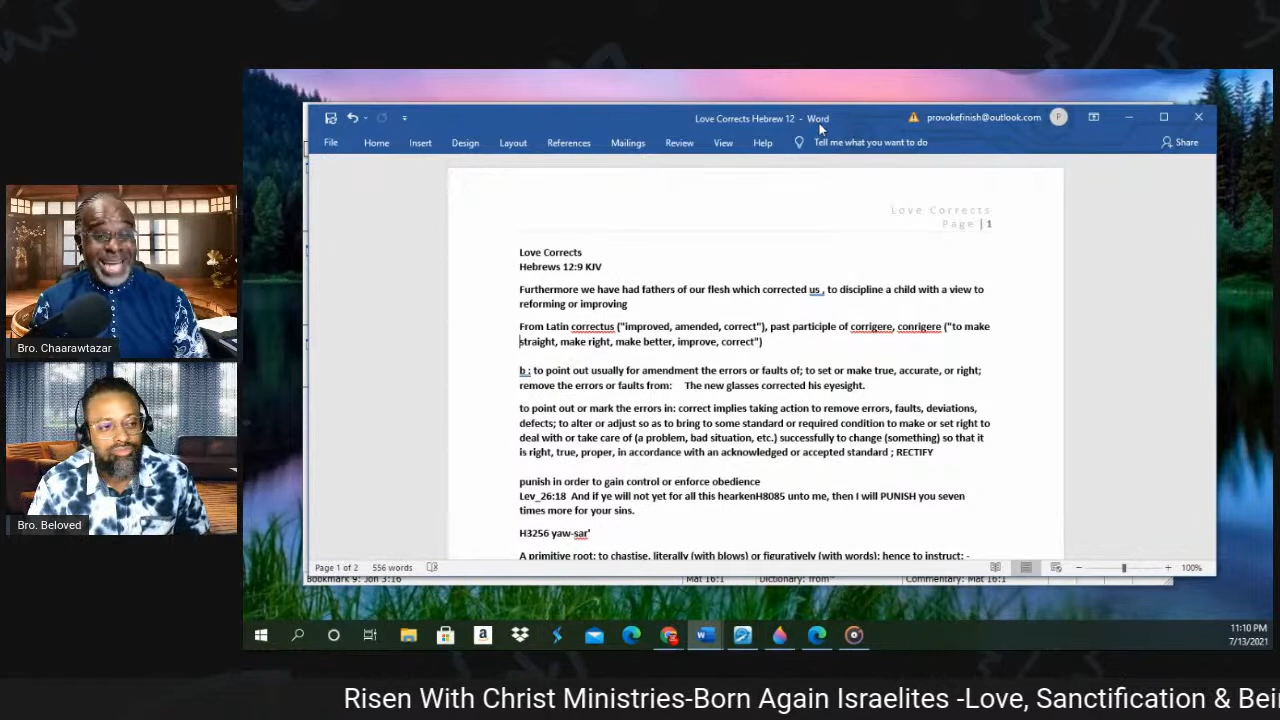 Love Corrects Hebrew 12 - Word
provokefinish@outlook.com
P
File Home Insert Design Layout References Mailings Review View Help Tell me what you want to do Share
Love Corrects
Page | 1
Love Corrects
Hebrews 12:9 KJV
Furthermore we have had fathers of our flesh which corrected us , to discipline a child with a view to
reforming or improving
From Latin correctus ("improved, amended, correct"), past participle of corrigere, conrigere ("to make
straight, make right, make better, improve, correct")
b : to point out usually for amendment the errors or faults of; to set or make true, accurate, or right;
remove the errors or faults from: The new glasses corrected his eyesight.
to point out or mark the errors in: correct implies taking action to remove errors, faults, deviations,
defects; to alter or adjust so as to bring to some standard or required condition to make or set right to
deal with or take care of (a problem, bad situation, etc.) successfully to change (something) so that it
is right, true, proper, in accordance with an acknowledged or accepted standard ; RECTIFY
punish in order to gain control or enforce obedience
Lev_26:18 And if ye will not yet for all this hearkenH8085 unto me, then I will PUNISH you seven
times more for your sins.
H3256 yaw-sar'
A primitive root; to chastise, literally (with blows) or figuratively (with words); hence to instruct: -
Page 1 of 2 556 words 100%
Bookmark 9: Jon 3:16 Mat 16:1 Dictionary: from" Commentary: Mat 16:1
11:10 PM
7/13/2021
Bro. Chaarawtazar
Bro. Beloved
Risen With Christ Ministries-Born Again Israelites -Love, Sanctification & Bei